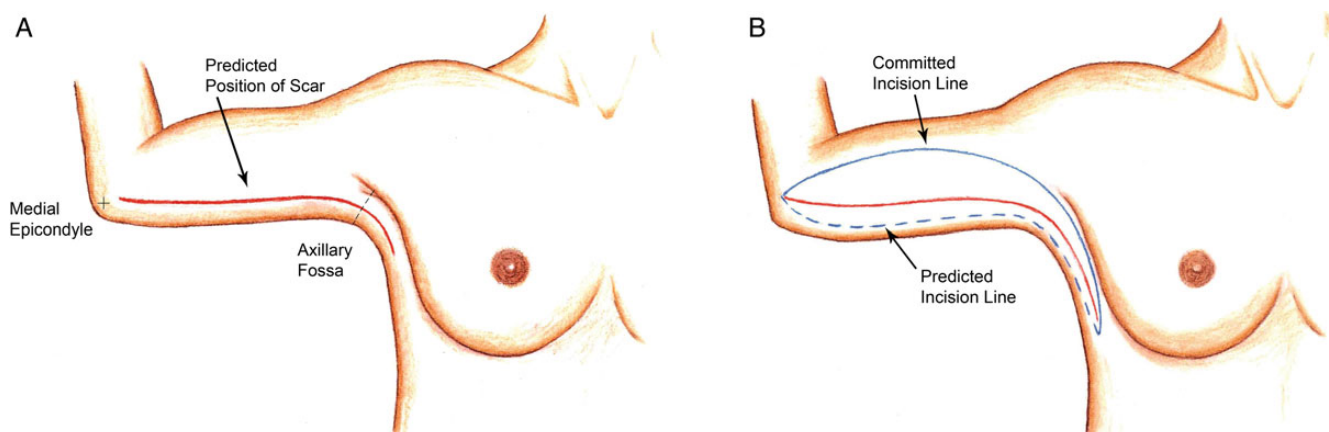 A
Predicted
Position of Scar
Medial
Epicondyle
Axillary
Fossa
B
Committed
Incision Line
Predicted
Incision Line